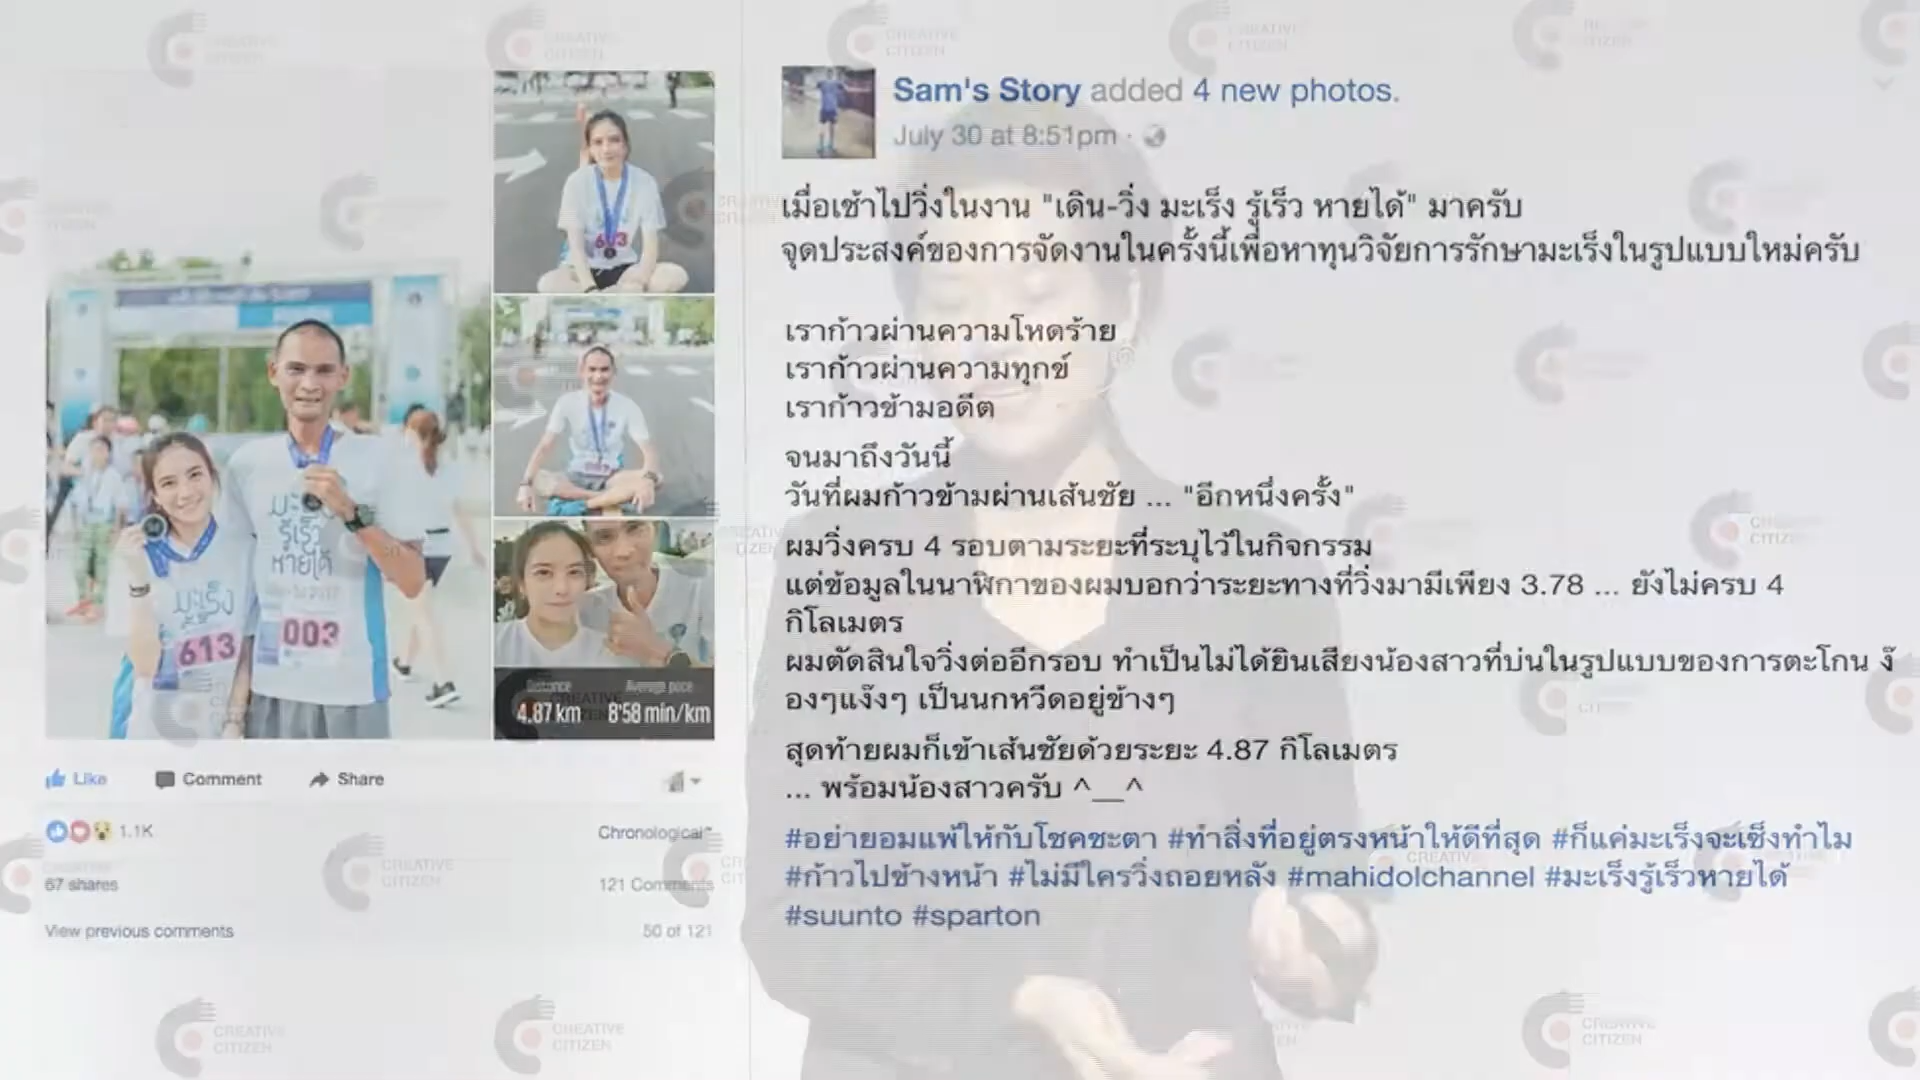 Sam's Story added 4 new photos.
July 30 at 8:51pm ·
เมื่อเช้าไปวิ่งในงาน "เดิน-วิ่ง มะเร็ง รู้เร็ว หายได้" มาครับ
จุดประสงค์ของการจัดงานในครั้งนี้เพื่อหาทุนวิจัยการรักษามะเร็งในรูปแบบใหม่ครับ
เราก้าวผ่านความโหดร้าย
เราก้าวผ่านความทุกข์
เราก้าวข้ามอดีต
จนมาถึงวันนี้
วันที่ผมก้าวข้ามผ่านเส้นชัย ... "อีกหนึ่งครั้ง"
ผมวิ่งครบ 4 รอบตามระยะที่ระบุไว้ในกิจกรรม
แต่ข้อมูลในนาฬิกาของผมบอกว่าระยะทางที่วิ่งมามีเพียง 3.78 ... ยังไม่ครบ 4
กิโลเมตร
ผมตัดสินใจวิ่งต่ออีกรอบ ทำเป็นไม่ได้ยินเสียงน้องสาวที่บ่นในรูปแบบของการตะโกน ง๊
องๆแง๊งๆ เป็นนกหวีดอยู่ข้างๆ
สุดท้ายผมก็เข้าเส้นชัยด้วยระยะ 4.87 กิโลเมตร
... พร้อมน้องสาวครับ ^__^
#อย่ายอมแพ้ให้กับโชคชะตา #ทำสิ่งที่อยู่ตรงหน้าให้ดีที่สุด #ก็แค่มะเร็งจะเซ็งทำไม
#ก้าวไปข้างหน้า #ไม่มีใครวิ่งถอยหลัง #mahidolchannel #มะเร็งรู้เร็วหายได้
#suunto #sparton
มะเร็ง
รู้เร็ว
หายได้
003
มะเร็ง
613
613
Distance Average pace
4.87 km 8'58 min/km
Like Comment Share
1.1K Chronological
67 shares 121 Comments
View previous comments 50 of 121
CREATIVE
CITIZEN